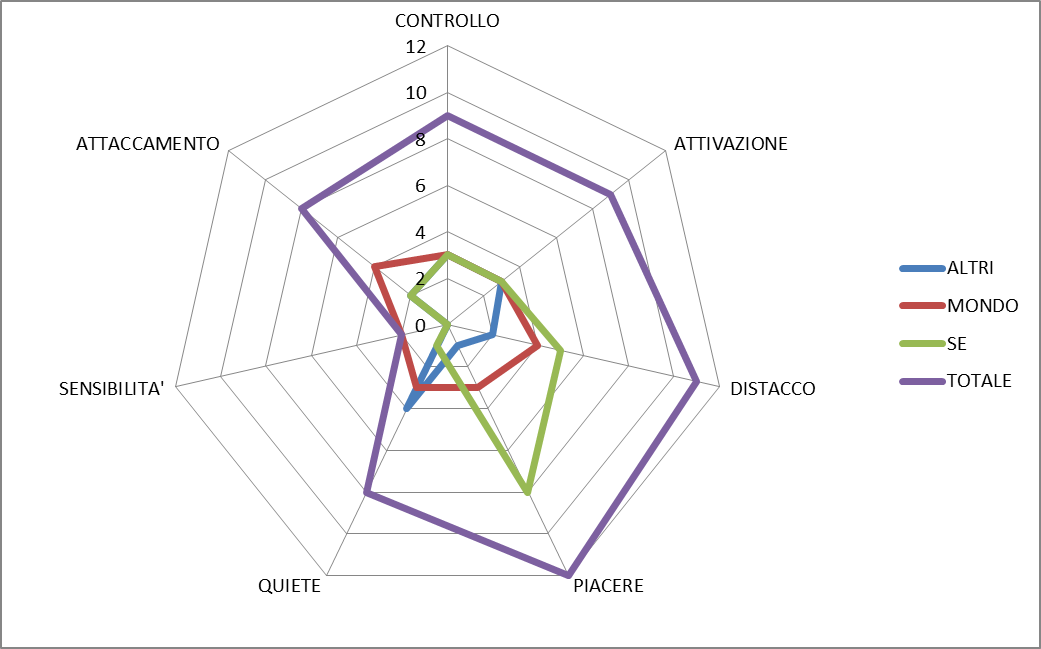 CONTROLLO
12
10
8
6
4
2
0
ATTIVAZIONE
DISTACCO
PIACERE
QUIETE
SENSIBILITA'
ATTACCAMENTO
ALTRI
MONDO
SE
TOTALE